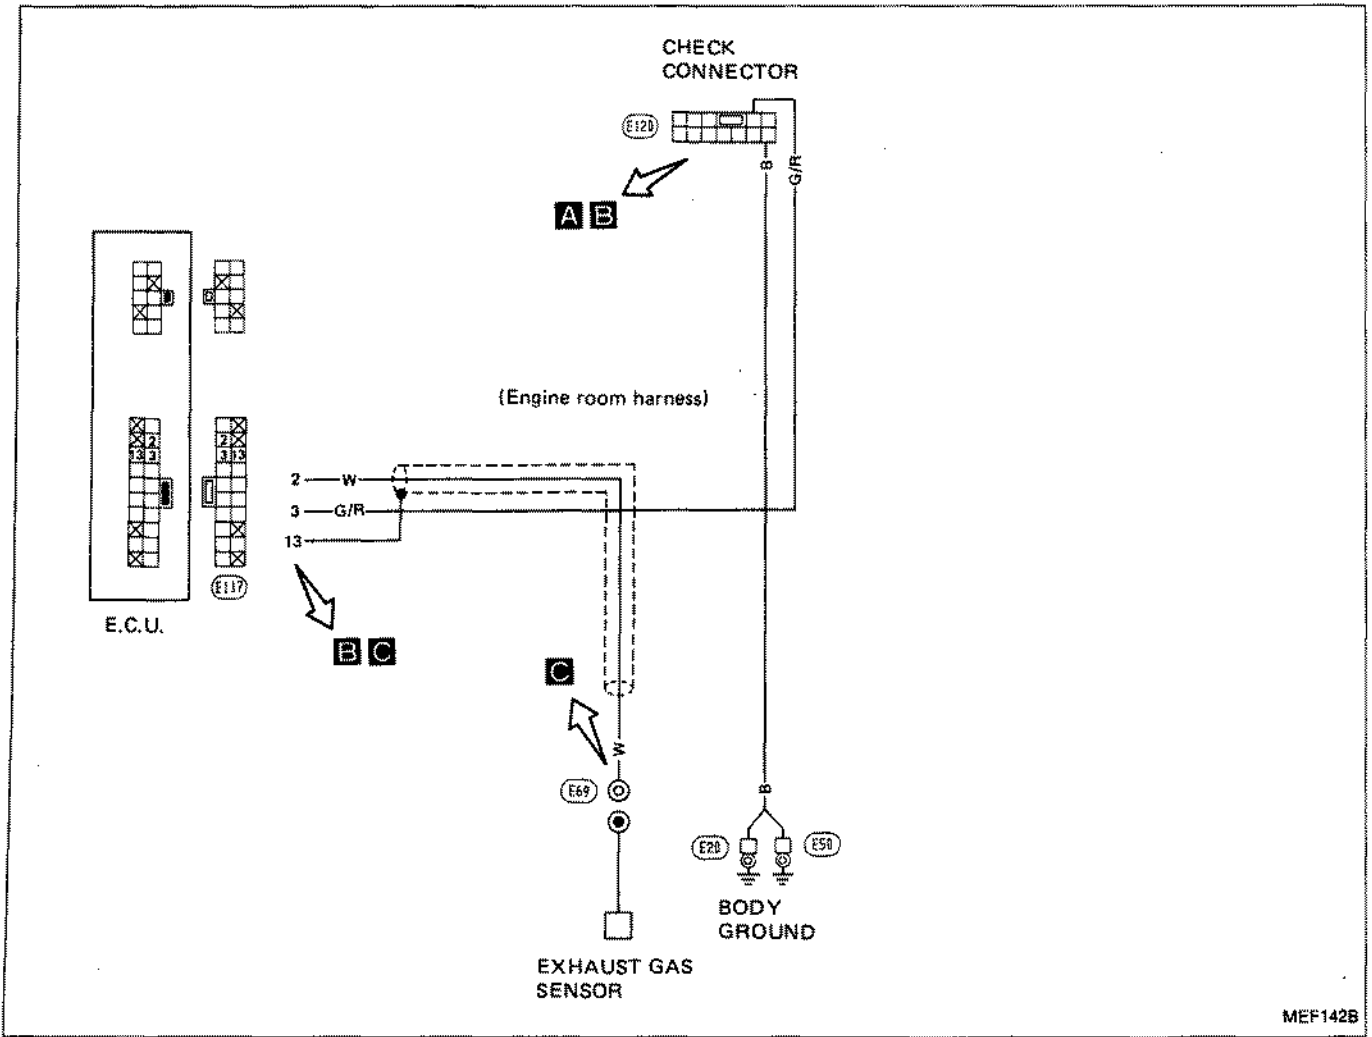 CHECK
CONNECTOR
E120
B
G/R
A B
(Engine room harness)
2
13 3
2
3 13
2 W
3 G/R
13
E117
E.C.U.
B C
C
W
E69
B
E20
E50
BODY
GROUND
EXHAUST GAS
SENSOR
MEF142B